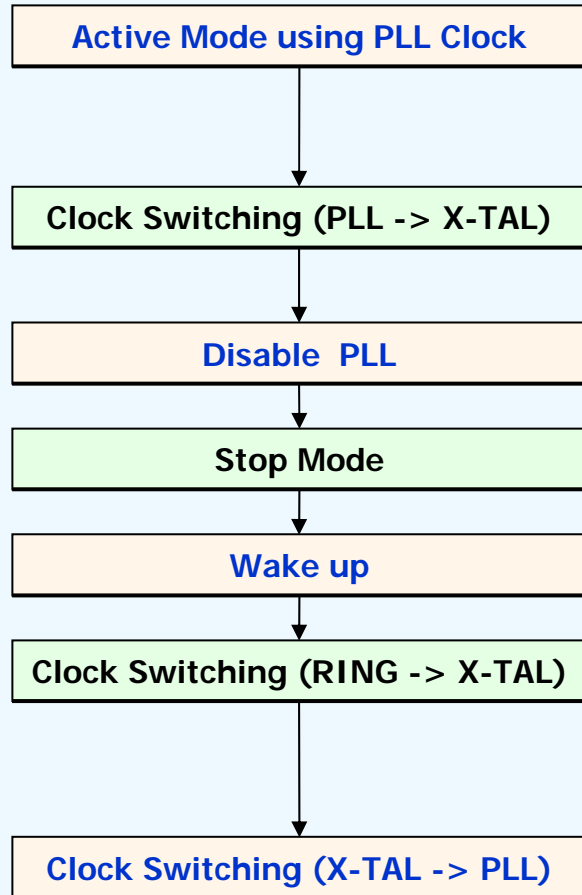 Active Mode using PLL Clock
Clock Switching (PLL -> X-TAL)
Disable PLL
Stop Mode
Wake up
Clock Switching (RING -> X-TAL)
Clock Switching (X-TAL -> PLL)